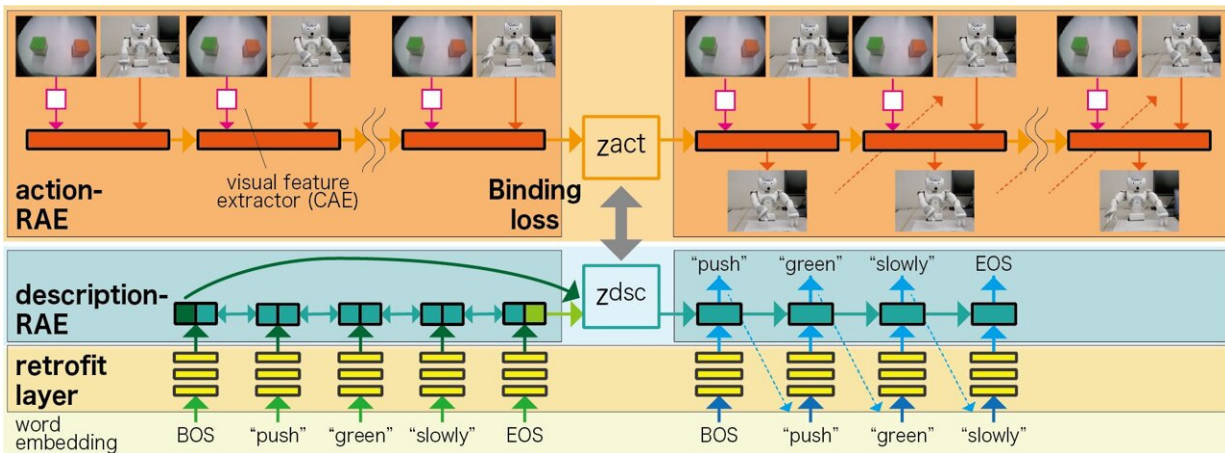 zact
visual feature
extractor (CAE)
action-
RAE
Binding
loss
"push" "green" "slowly" EOS
zdsc
description-
RAE
retrofit
layer
word
embedding
BOS "push" "green" "slowly" EOS
BOS "push" "green" "slowly"